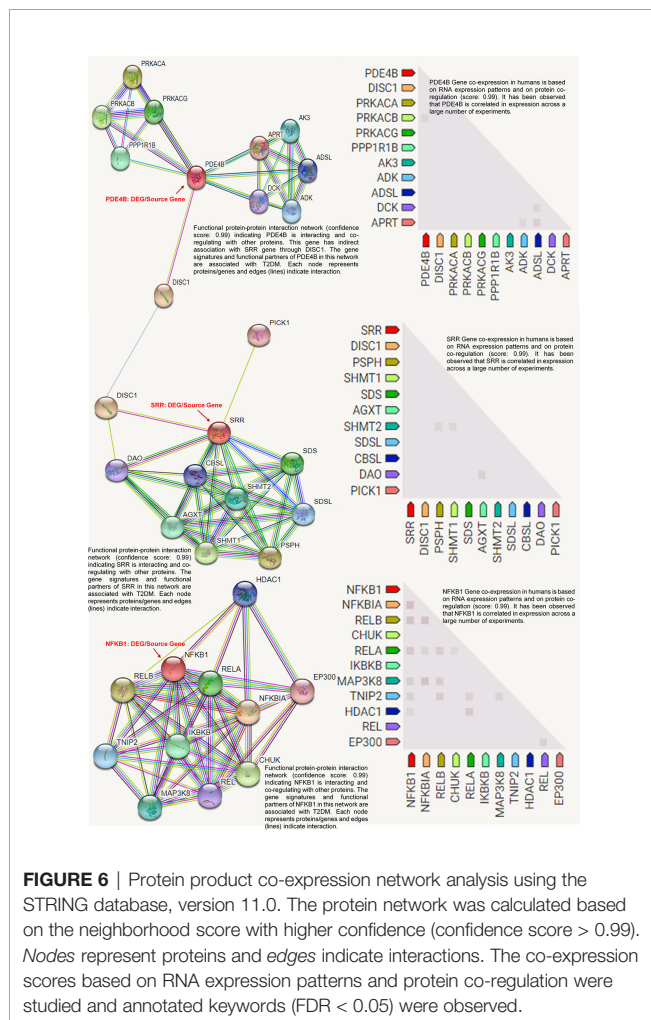 PRKACA
PRKACB
PRKACG
PPP1R1B
PDE4B
APRT
AK3
ADSL
DCK
ADK
PDE4B: DEG/Source Gene
Functional protein-protein interaction network (confidence
score: 0.99) indicating PDE4B is interacting and co-
regulating with other proteins. This gene has indirect
association with SRR gene through DISC1. The gene
signatures and functional partners of PDE4B in this network
are associated with T2DM. Each node represents
proteins/genes and edges (lines) indicate interaction.
DISC1
PDE4B
DISC1
PRKACA
PRKACB
PRKACG
PPP1R1B
AK3
ADK
ADSL
DCK
APRT
PDE4B Gene co-expression in humans is based
on RNA expression patterns and on protein co-
regulation (score: 0.99). It has been observed
that PDE4B is correlated in expression across a
large number of experiments.
PDE4B
DISC1
PRKACA
PRKACB
PRKACG
PPP1R1B
AK3
ADK
ADSL
DCK
APRT
PICK1
DISC1
SRR: DEG/Source Gene
SRR
DAO
CBSL
SDS
SHMT2
SDSL
AGXT
SHMT1
PSPH
Functional protein-protein interaction
network (confidence score: 0.99)
indicating SRR is interacting and co-
regulating with other proteins. The
gene signatures and functional
partners of SRR in this network are
associated with T2DM. Each node
represents proteins/genes and edges
(lines) indicate interaction.
SRR
DISC1
PSPH
SHMT1
SDS
AGXT
SHMT2
SDSL
CBSL
DAO
PICK1
SRR Gene co-expression in humans is based
on RNA expression patterns and on protein
co-regulation (score: 0.99). It has been
observed that SRR is correlated in expression
across a large number of experiments.
SRR
DISC1
PSPH
SHMT1
SDS
AGXT
SHMT2
SDSL
CBSL
DAO
PICK1
HDAC1
NFKB1: DEG/Source Gene
NFKB1
RELB
RELA
EP300
NFKBIA
IKBKB
TNIP2
CHUK
REL
MAP3K8
Functional protein-protein interaction
network (confidence score: 0.99)
indicating NFKB1 is interacting and
co-regulating with other proteins. The
gene signatures and functional
partners of NFKB1 in this network are
associated with T2DM. Each node
represents proteins/genes and edges
(lines) indicate interaction.
NFKB1
NFKBIA
RELB
CHUK
RELA
IKBKB
MAP3K8
TNIP2
HDAC1
REL
EP300
NFKB1 Gene co-expression in humans is based
on RNA expression patterns and on protein co-
regulation (score: 0.99). It has been observed
that NFKB1 is correlated in expression across a
large number of experiments.
NFKB1
NFKBIA
RELB
CHUK
RELA
IKBKB
MAP3K8
TNIP2
HDAC1
REL
EP300
FIGURE 6 | Protein product co-expression network analysis using the
STRING database, version 11.0. The protein network was calculated based
on the neighborhood score with higher confidence (confidence score > 0.99).
Nodes represent proteins and edges indicate interactions. The co-expression
scores based on RNA expression patterns and protein co-regulation were
studied and annotated keywords (FDR < 0.05) were observed.